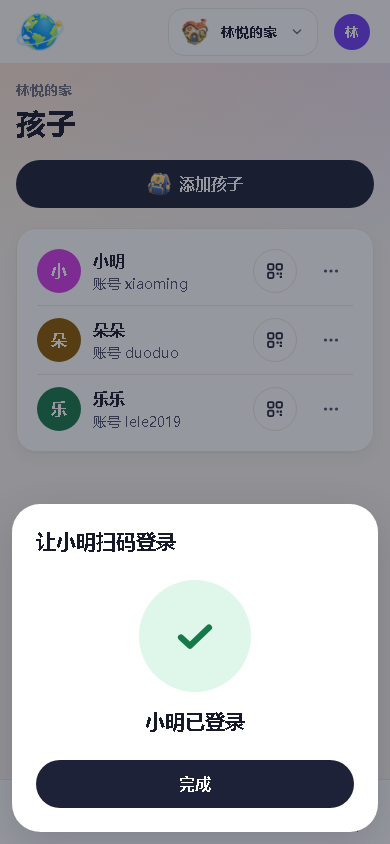 林悦的家
林
林悦的家
孩子
添加孩子
小
小明
账号 xiaoming
朵
朵朵
账号 duoduo
乐
乐乐
账号 lele2019
让小明扫码登录
小明已登录
完成